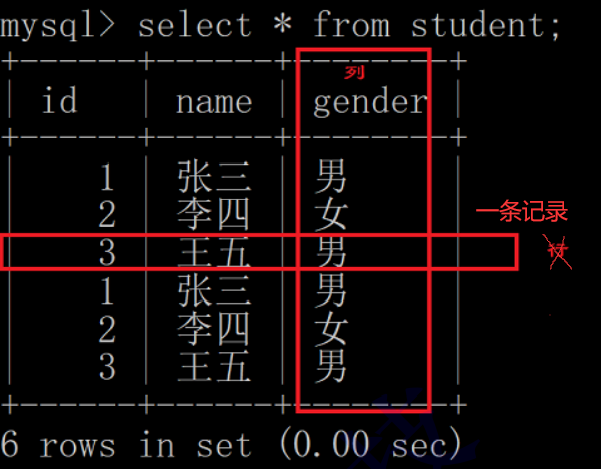 mysql> select * from student;
列
id name gender
1 张三 男
2 李四 女
一条记录
3 王五 男
1 张三 男
2 李四 女
3 王五 男
6 rows in set (0.00 sec)